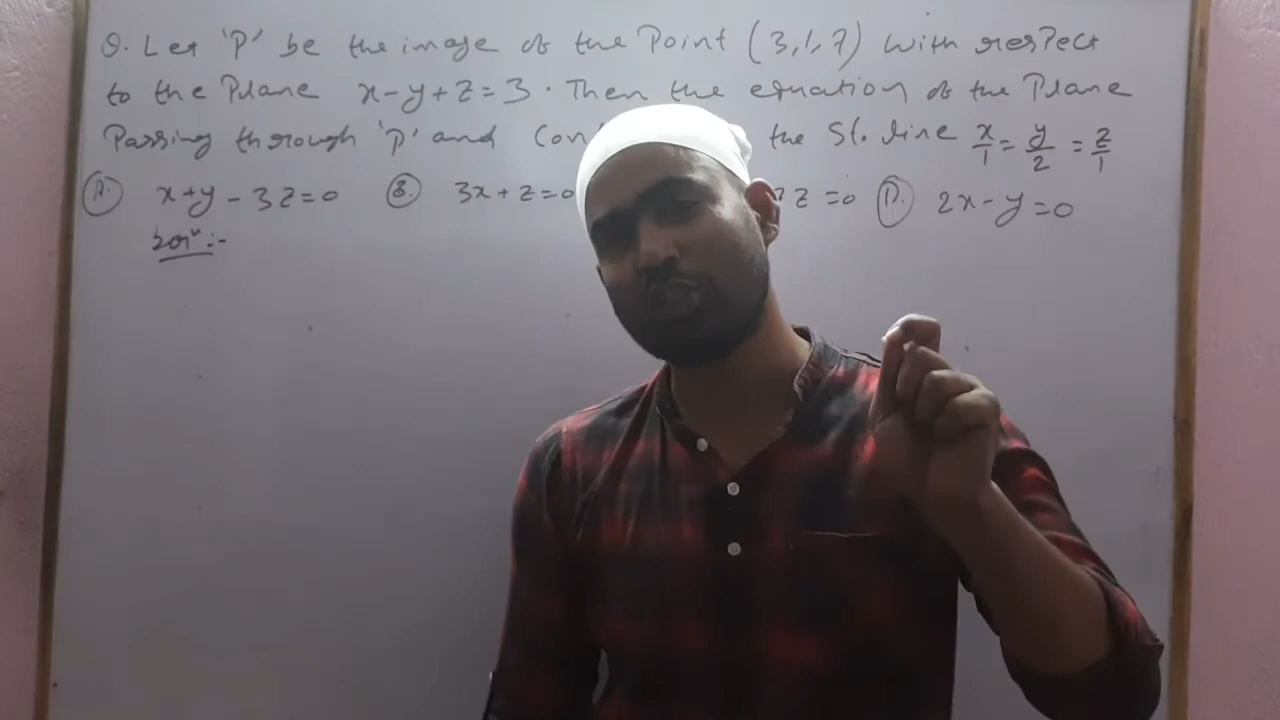 Q. Let 'P' be the image of the Point (3,1,7) with respect
to the Plane x-y+z=3. Then the equation of the Plane
Passing through 'P' and Con the St. line x/1 = y/2 = z/1
A. x+y-3z=0 B. 3x+z=0 z=0 D. 2x-y=0
Solⁿ:-